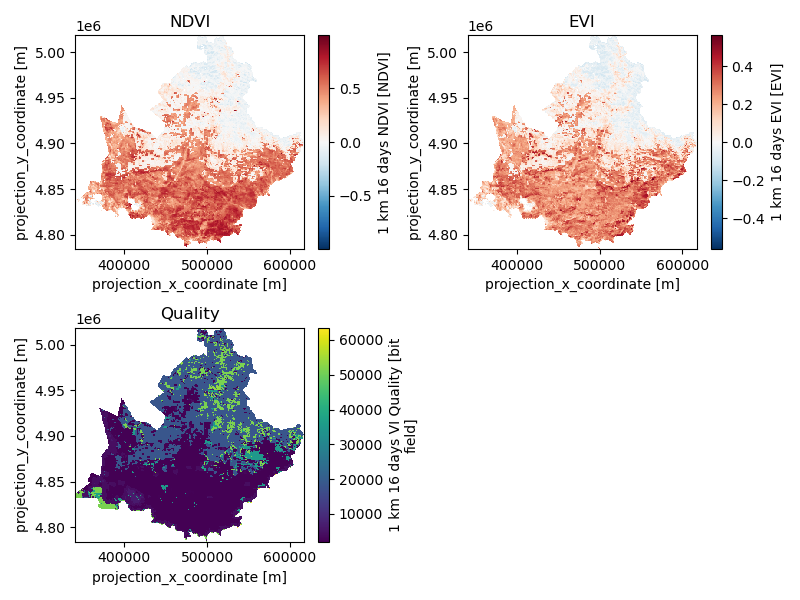 NDVI
1e6
5.00
4.95
4.90
4.85
4.80
projection_y_coordinate [m]
400000 500000 600000
projection_x_coordinate [m]
0.5
0.0
−0.5
1 km 16 days NDVI [NDVI]
EVI
1e6
5.00
4.95
4.90
4.85
4.80
projection_y_coordinate [m]
400000 500000 600000
projection_x_coordinate [m]
0.4
0.2
0.0
−0.2
−0.4
1 km 16 days EVI [EVI]
Quality
1e6
5.00
4.95
4.90
4.85
4.80
projection_y_coordinate [m]
400000 500000 600000
projection_x_coordinate [m]
60000
50000
40000
30000
20000
10000
1 km 16 days VI Quality [bit
field]